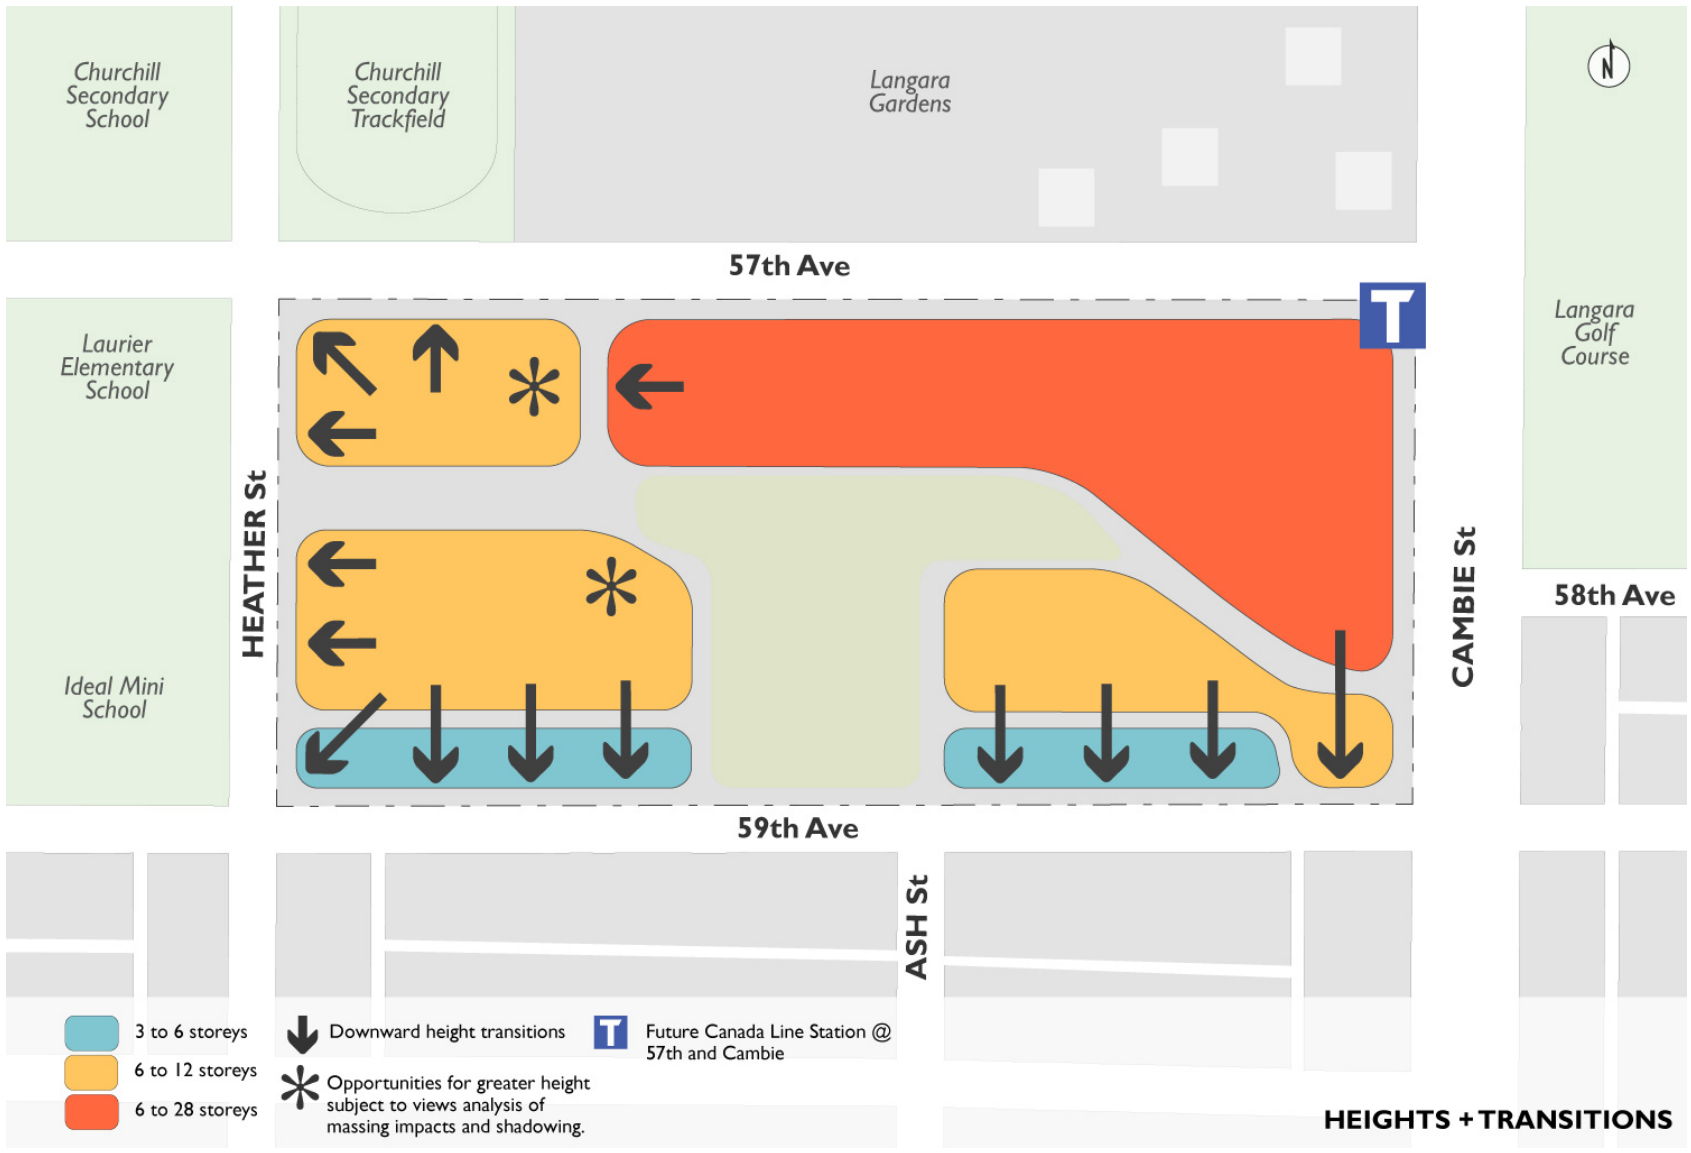 Churchill
Secondary
School
Churchill
Secondary
Trackfield
Langara
Gardens
N
57th Ave
T
Laurier
Elementary
School
Langara
Golf
Course
HEATHER St
CAMBIE St
58th Ave
Ideal Mini
School
59th Ave
ASH St
3 to 6 storeys
6 to 12 storeys
6 to 28 storeys
Downward height transitions
Opportunities for greater height
subject to views analysis of
massing impacts and shadowing.
T
Future Canada Line Station @
57th and Cambie
HEIGHTS + TRANSITIONS